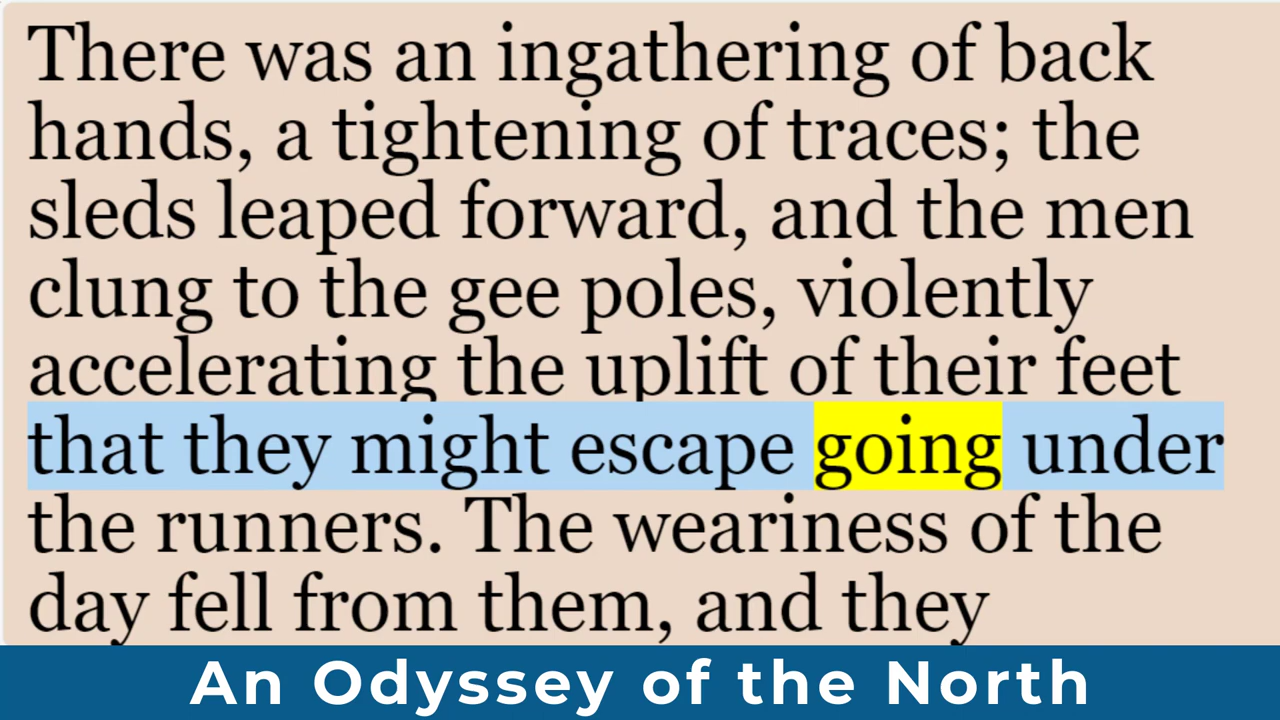 There was an ingathering of back
hands, a tightening of traces; the
sleds leaped forward, and the men
clung to the gee poles, violently
accelerating the uplift of their feet
that they might escape going under
the runners. The weariness of the
day fell from them, and they
An Odyssey of the North